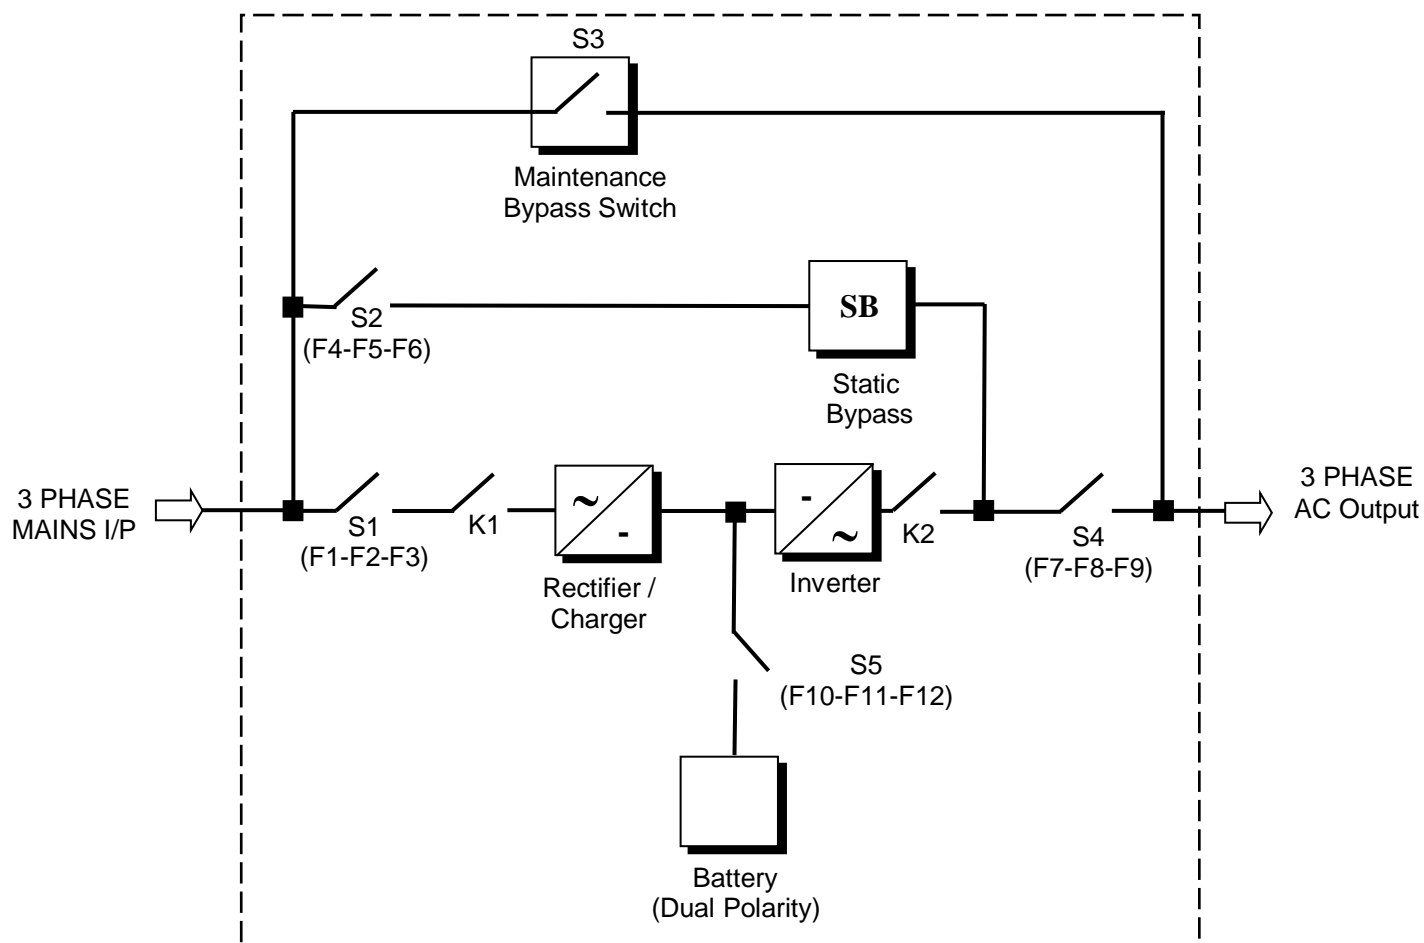 S3
Maintenance
Bypass Switch
S2
(F4-F5-F6)
SB
Static
Bypass
3 PHASE
MAINS I/P
S1
(F1-F2-F3)
K1
~
-
Rectifier /
Charger
-
~
Inverter
K2
S4
(F7-F8-F9)
3 PHASE
AC Output
S5
(F10-F11-F12)
Battery
(Dual Polarity)